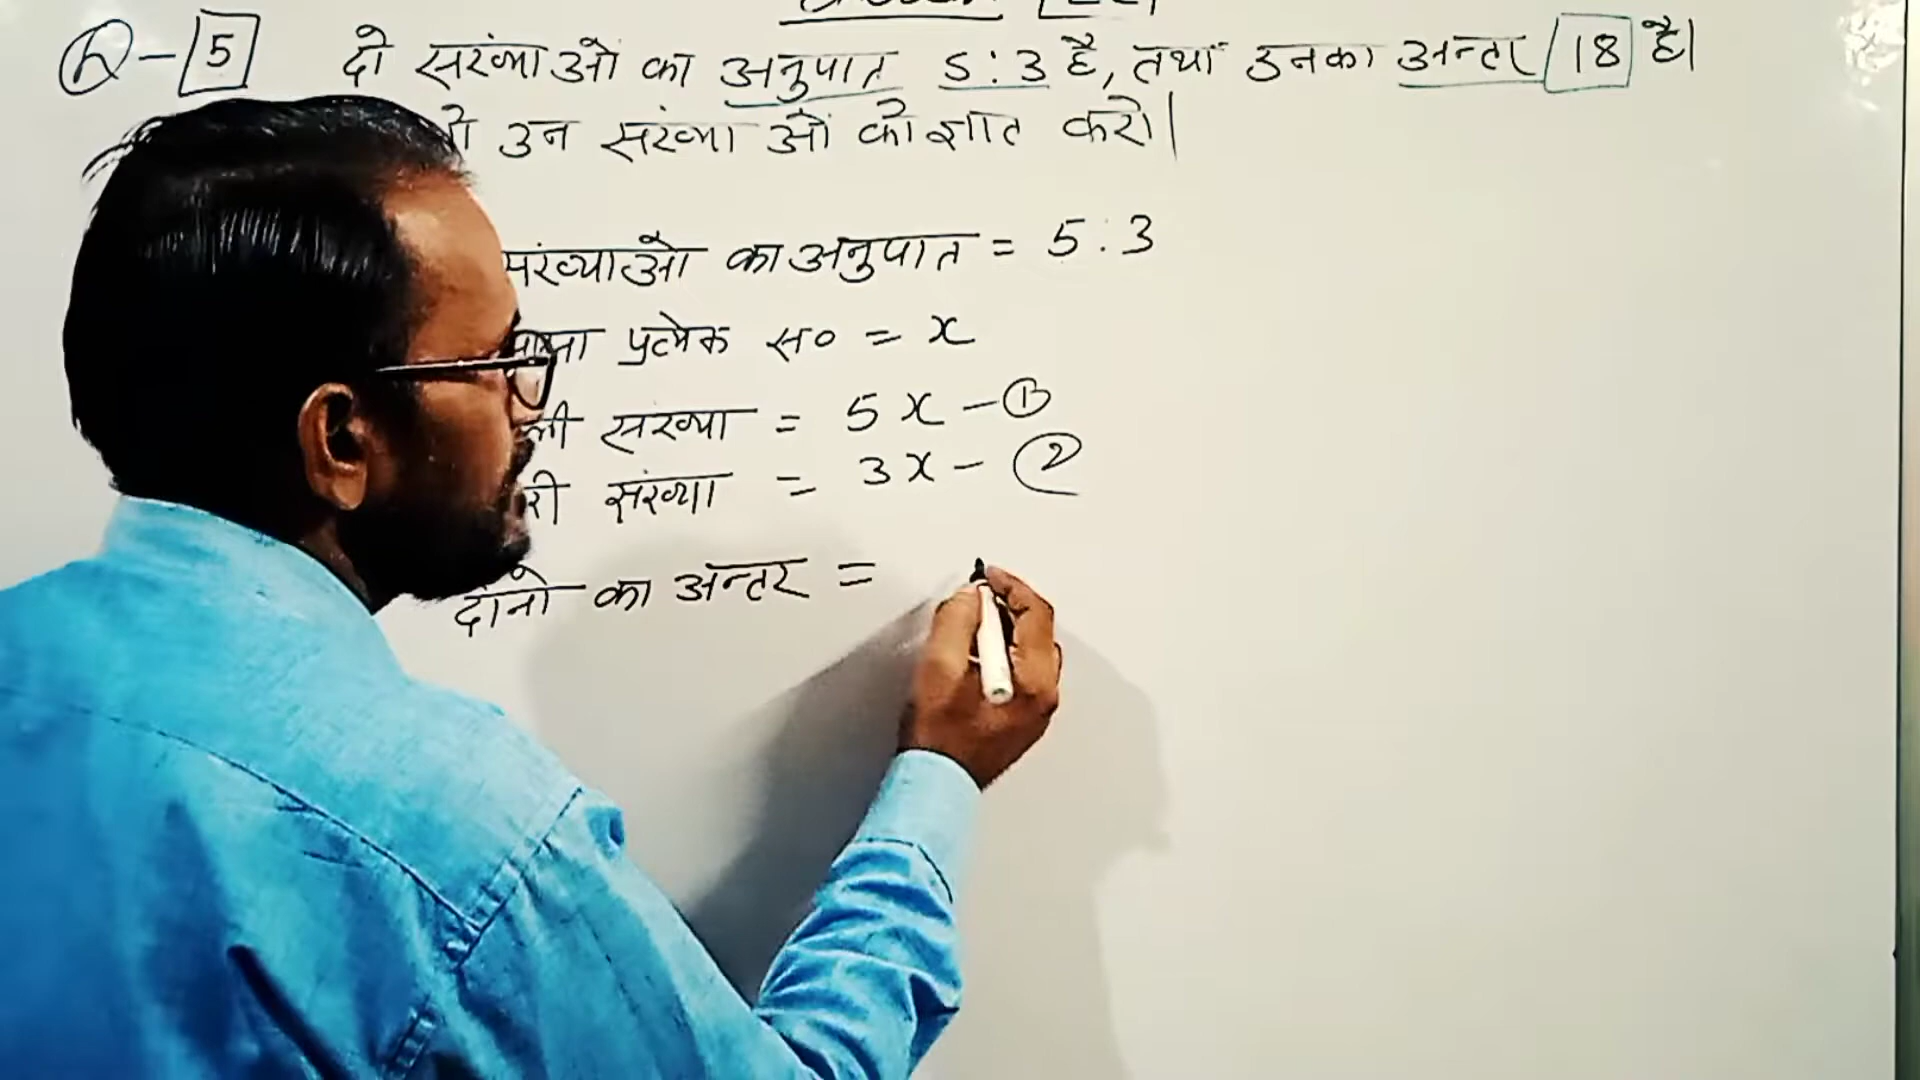 Q-5 दो संख्याओं का अनुपात 5:3 है, तथा उनका अन्तर 18 है।
उन संख्याओं को ज्ञात करो।
संख्याओं का अनुपात = 5:3
माना प्रत्येक सं० = x
संख्या = 5x - ①
संख्या = 3x - ②
दोनों का अन्तर =